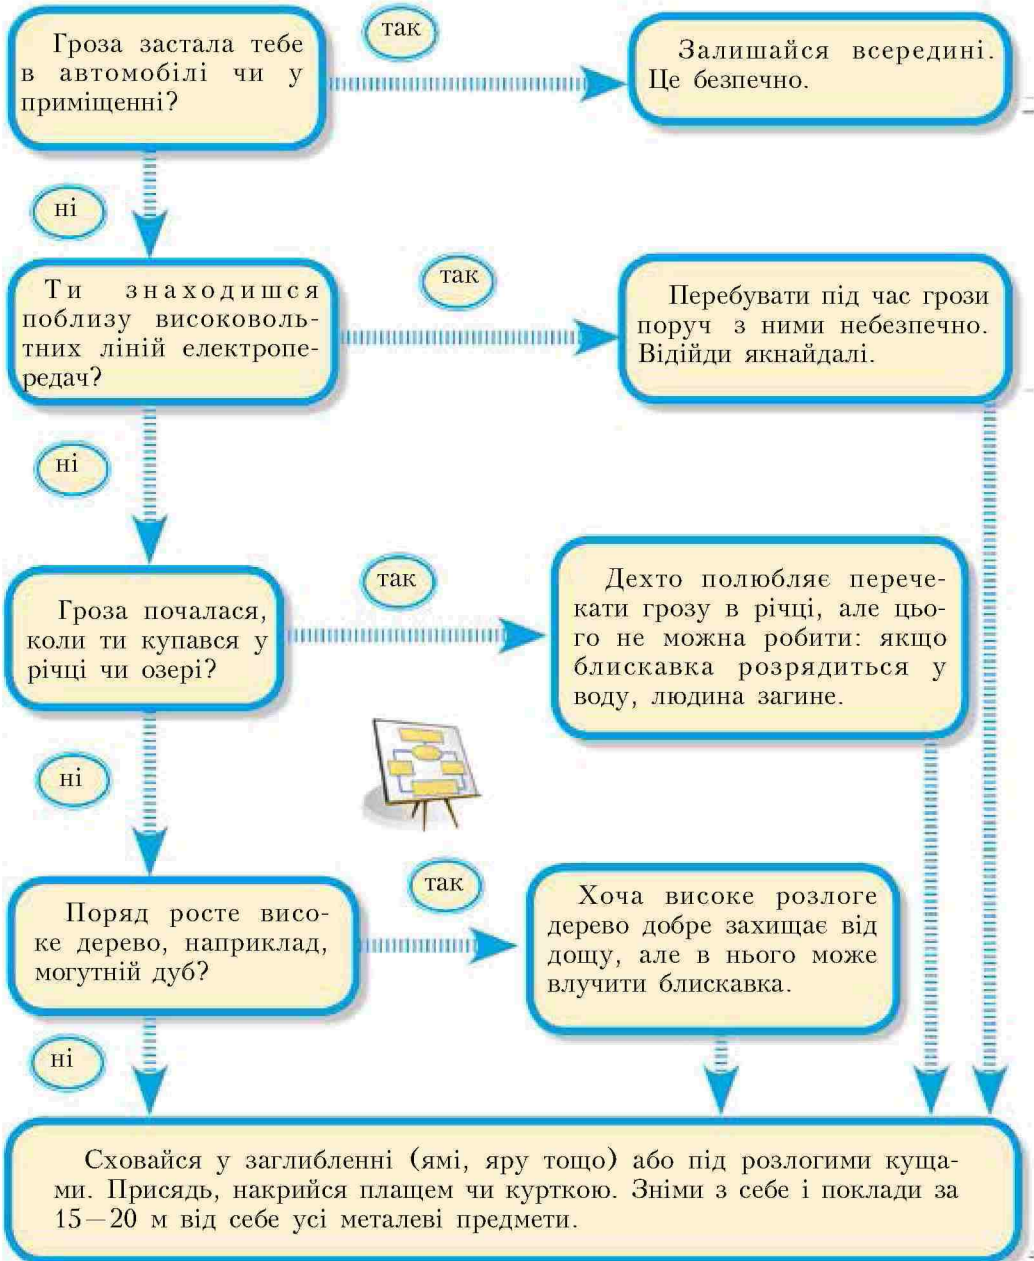 Гроза застала тебе
в автомобілі чи у
приміщенні?
так
Залишайся всередині.
Це безпечно.
ні
Ти знаходишся
поблизу високоволь-
тних ліній електропе-
редач?
так
Перебувати під час грози
поруч з ними небезпечно.
Відійди якнайдалі.
ні
Гроза почалася,
коли ти купався у
річці чи озері?
так
Дехто полюбляє перече-
кати грозу в річці, але цьо-
го не можна робити: якщо
блискавка розрядиться у
воду, людина загине.
ні
Поряд росте висо-
ке дерево, наприклад,
могутній дуб?
так
Хоча високе розлоге
дерево добре захищає від
дощу, але в нього може
влучити блискавка.
ні
Сховайся у заглибленні (ямі, яру тощо) або під розлогими куща-
ми. Присядь, накрийся плащем чи курткою. Зніми з себе і поклади за
15—20 м від себе усі металеві предмети.